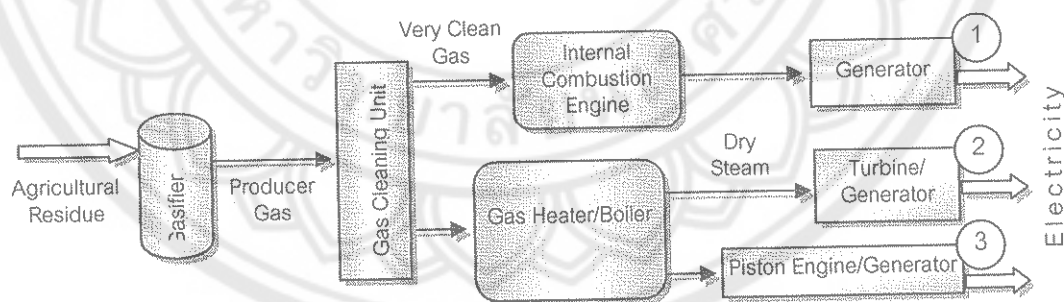 Very Clean
Gas
Internal
Combustion
Engine
Generator
1
Agricultural
Residue
Gasifier
Producer
Gas
Gas Cleaning Unit
Gas Heater/Boiler
Dry
Steam
Turbine/
Generator
2
Piston Engine/Generator
3
Electricity